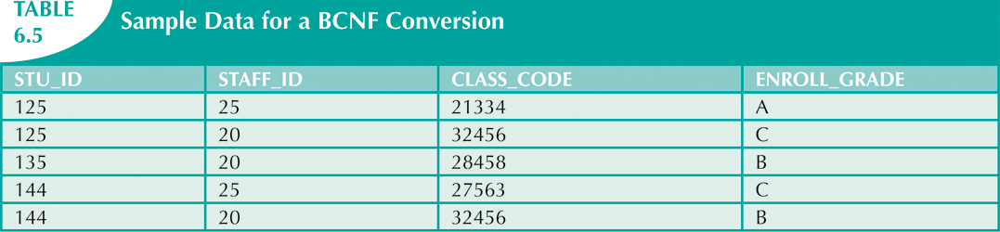 TABLE
6.5
Sample Data for a BCNF Conversion
STU_ID STAFF_ID CLASS_CODE ENROLL_GRADE
125 25 21334 A
125 20 32456 C
135 20 28458 B
144 25 27563 C
144 20 32456 B